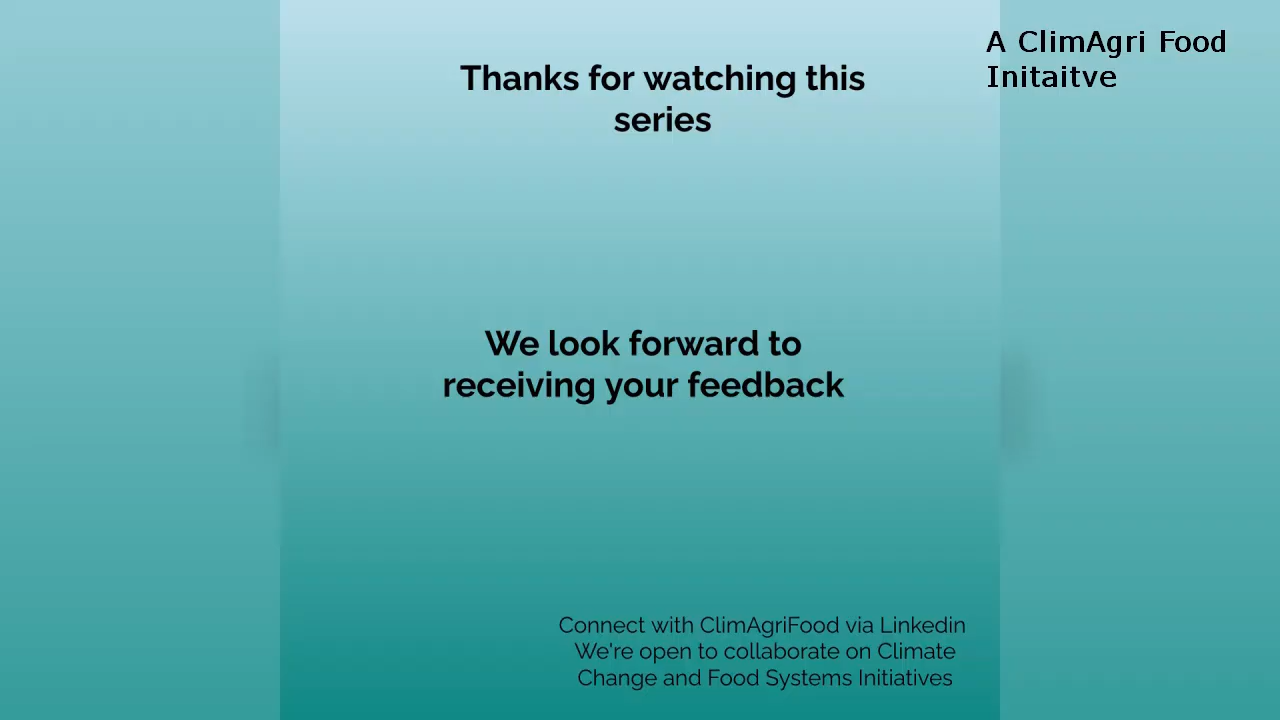 A ClimAgri Food
Initaitve
Thanks for watching this
series
We look forward to
receiving your feedback
Connect with ClimAgriFood via Linkedin
We're open to collaborate on Climate
Change and Food Systems Initiatives